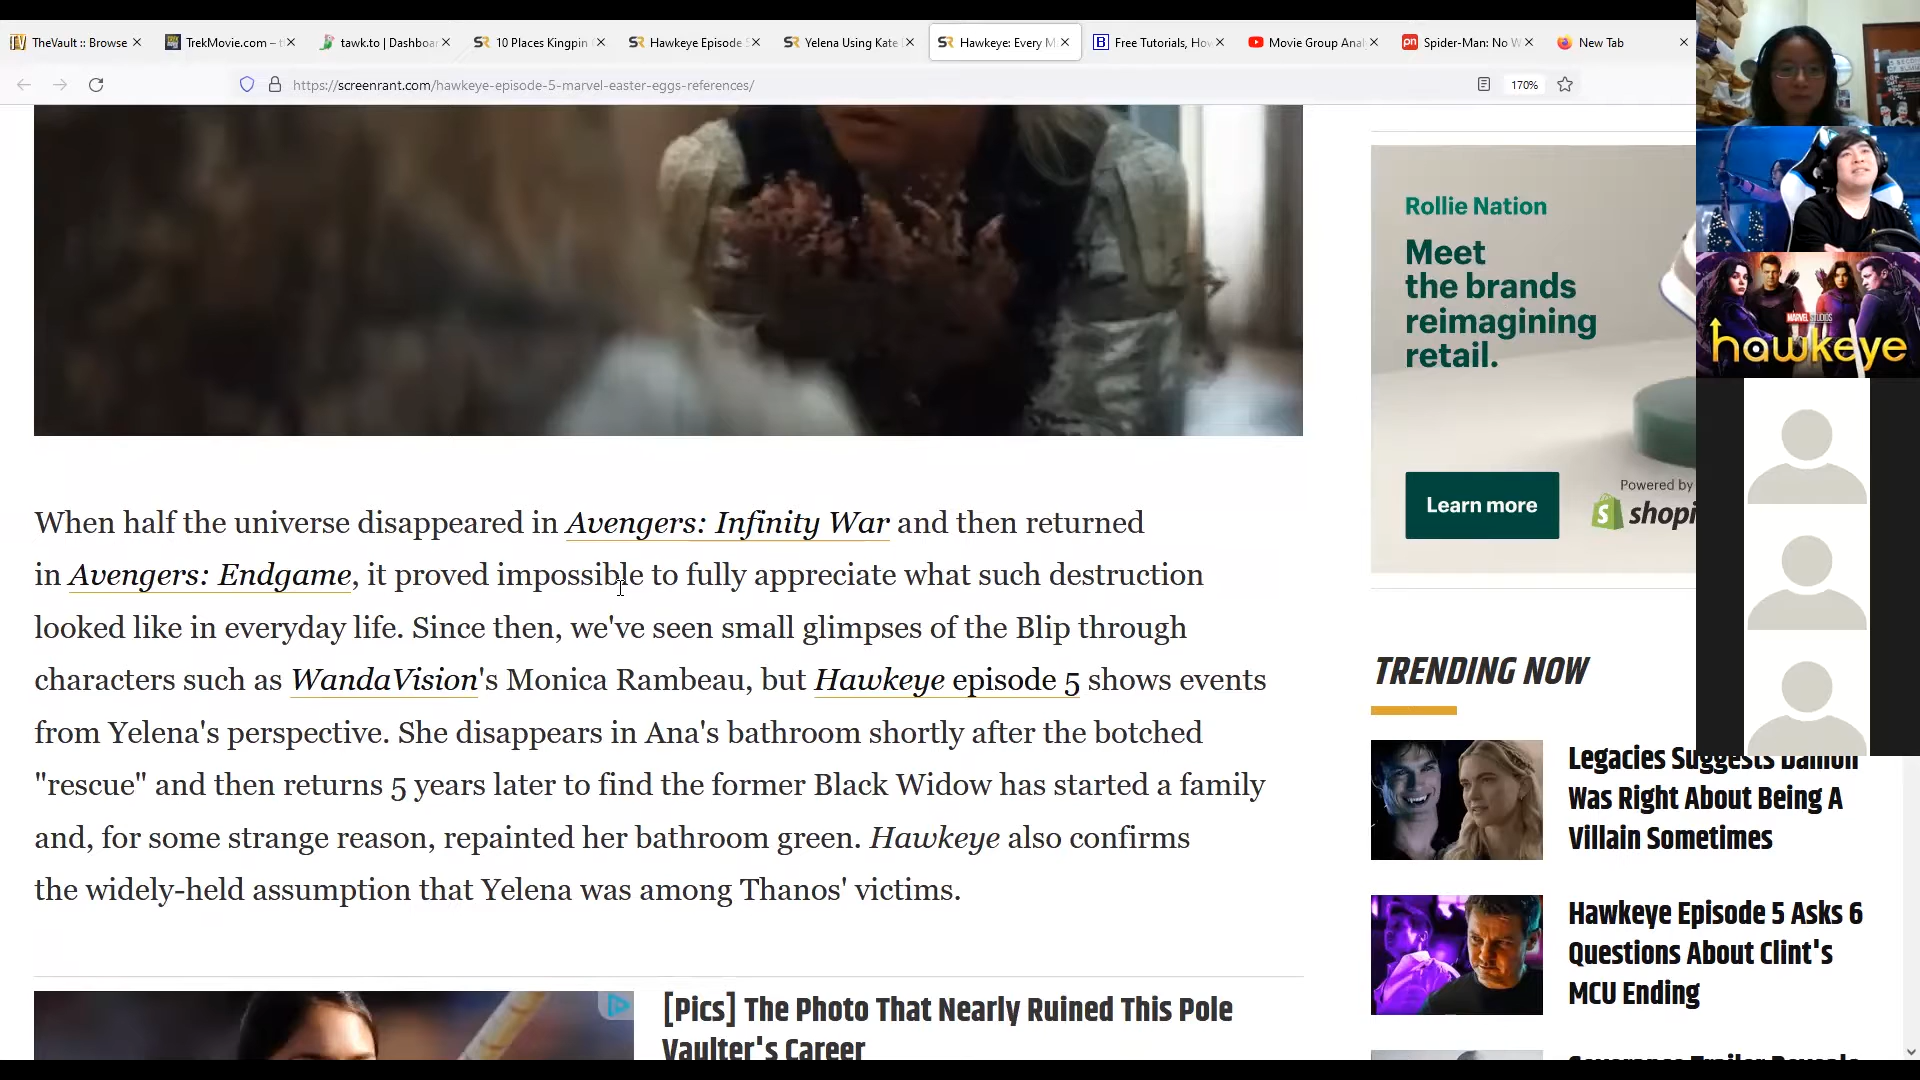 TheVault :: Browse
TrekMovie.com – t
tawk.to | Dashboar
10 Places Kingpin
Hawkeye Episode
Yelena Using Kate
Hawkeye: Every M
Free Tutorials, How
Movie Group Anal
Spider-Man: No W
New Tab
https://screenrant.com/hawkeye-episode-5-marvel-easter-eggs-references/
170%
When half the universe disappeared in Avengers: Infinity War and then returned
in Avengers: Endgame, it proved impossible to fully appreciate what such destruction
looked like in everyday life. Since then, we've seen small glimpses of the Blip through
characters such as WandaVision's Monica Rambeau, but Hawkeye episode 5 shows events
from Yelena's perspective. She disappears in Ana's bathroom shortly after the botched
"rescue" and then returns 5 years later to find the former Black Widow has started a family
and, for some strange reason, repainted her bathroom green. Hawkeye also confirms
the widely-held assumption that Yelena was among Thanos' victims.
[Pics] The Photo That Nearly Ruined This Pole
Vaulter's Career
Rollie Nation
Meet
the brands
reimagining
retail.
Learn more
Powered by
shopi
TRENDING NOW
Legacies Suggests Damon
Was Right About Being A
Villain Sometimes
Hawkeye Episode 5 Asks 6
Questions About Clint's
MCU Ending
MARVEL STUDIOS
hawkeye